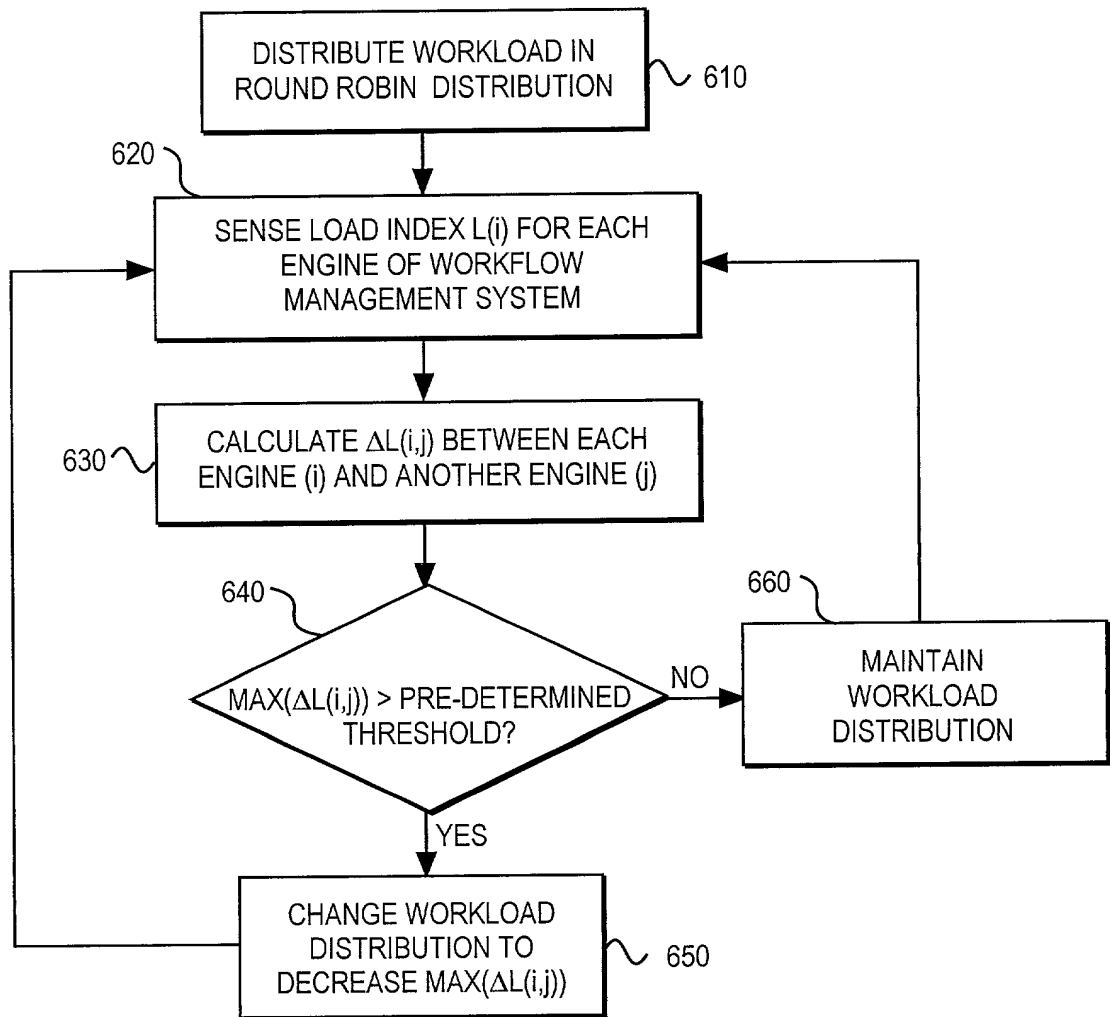 DISTRIBUTE WORKLOAD IN
ROUND ROBIN DISTRIBUTION
610
620
SENSE LOAD INDEX L(i) FOR EACH
ENGINE OF WORKFLOW
MANAGEMENT SYSTEM
630
CALCULATE ΔL(i,j) BETWEEN EACH
ENGINE (i) AND ANOTHER ENGINE (j)
640
MAX(ΔL(i,j)) > PRE-DETERMINED
THRESHOLD?
NO
660
MAINTAIN
WORKLOAD
DISTRIBUTION
YES
CHANGE WORKLOAD
DISTRIBUTION TO
DECREASE MAX(ΔL(i,j))
650